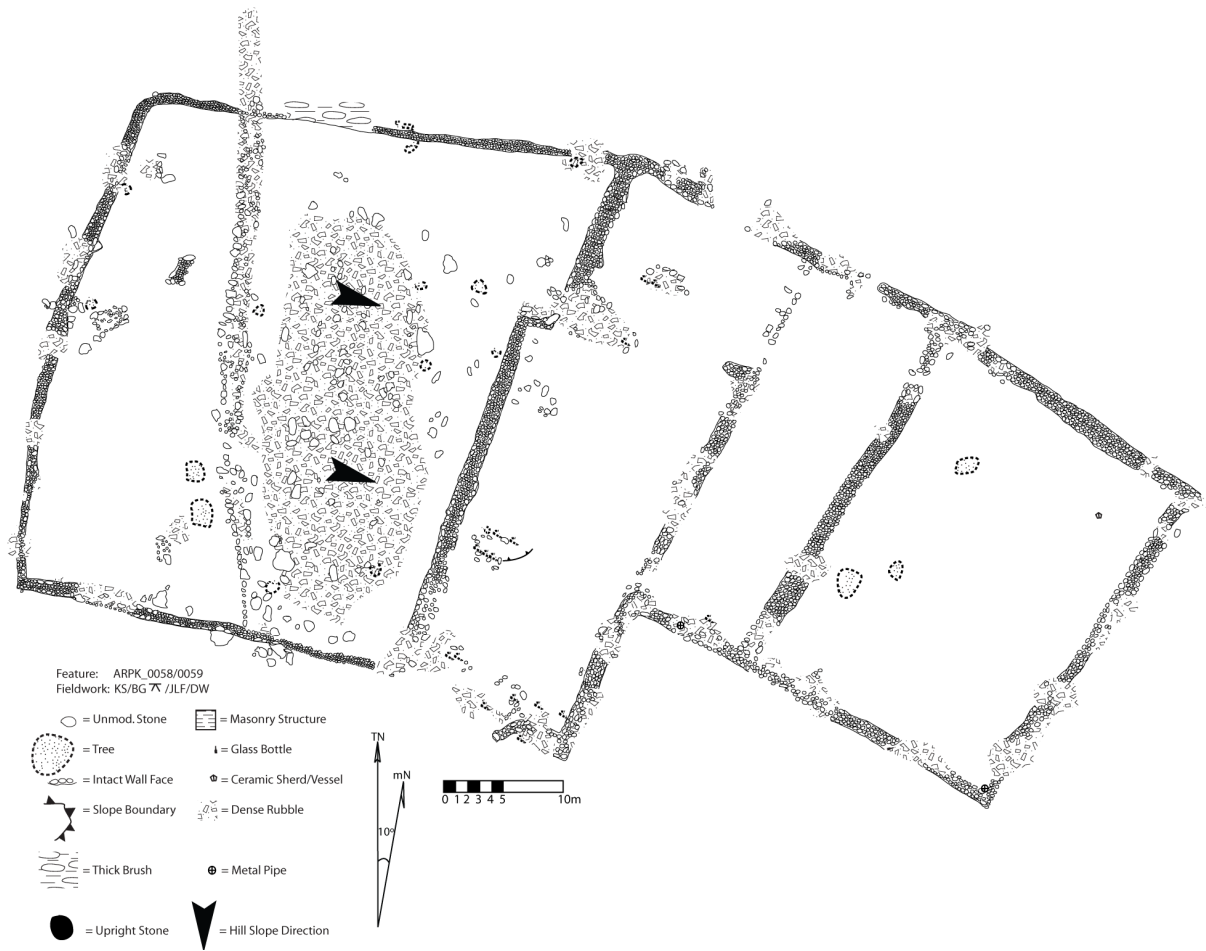 Feature: ARPK_0058/0059
Fieldwork: KS/BG /JLF/DW
= Unmod. Stone
= Masonry Structure
= Tree
= Glass Bottle
= Intact Wall Face
= Ceramic Sherd/Vessel
= Slope Boundary
= Dense Rubble
= Thick Brush
= Metal Pipe
= Upright Stone
= Hill Slope Direction
TN
mN
10º
0 1 2 3 4 5 10m